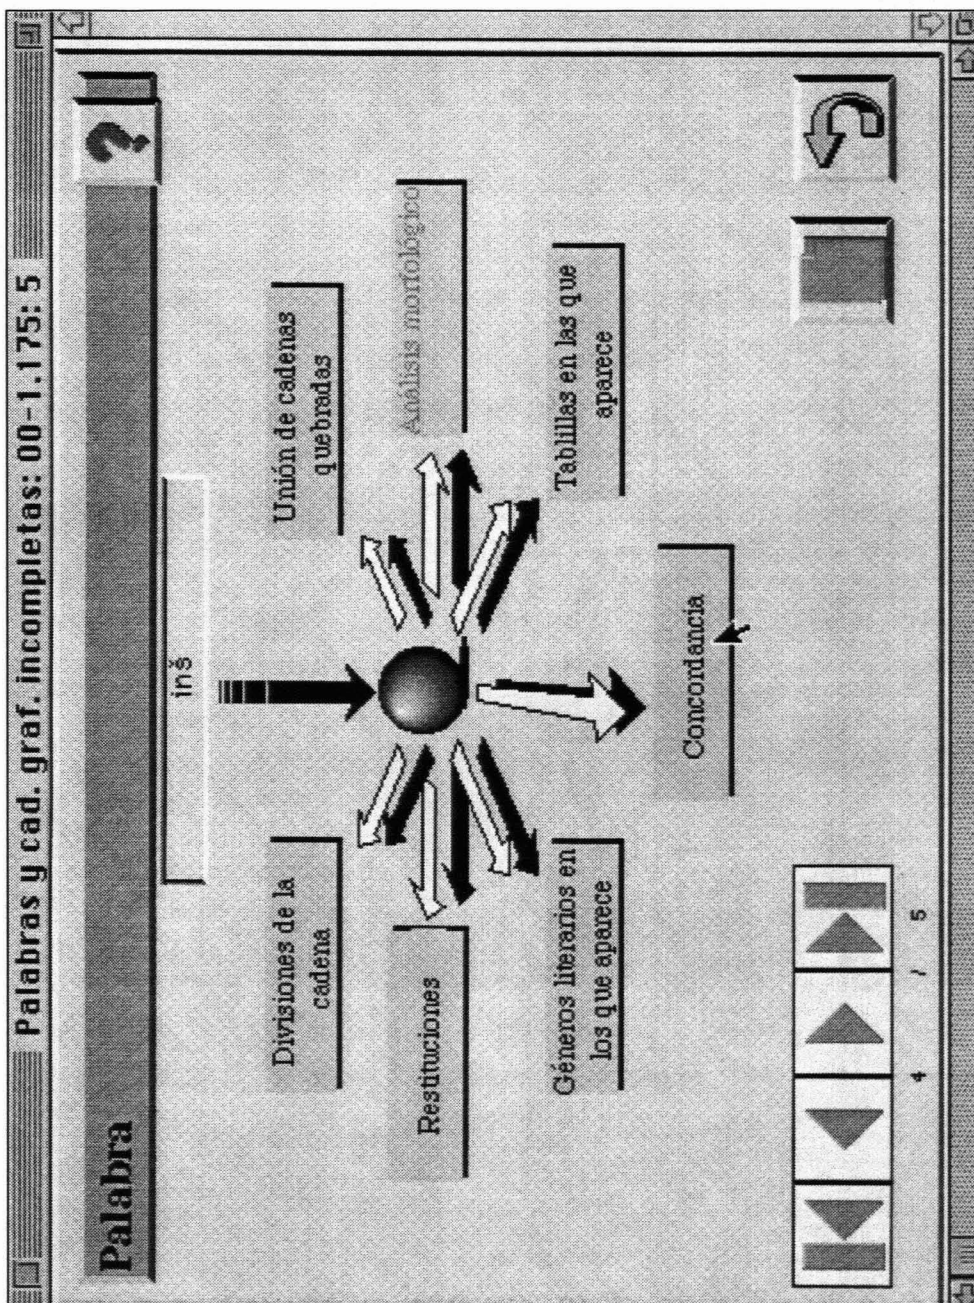 Palabras y cad. graf. incompletas: 00-1.175: 5
Palabra
?
inš
Divisiones de la
cadena
Unión de cadenas
quebradas
Restituciones
Análisis morfológico
Géneros literarios en
los que aparece
Tablillas en las que
aparece
Concordancia
4 / 5